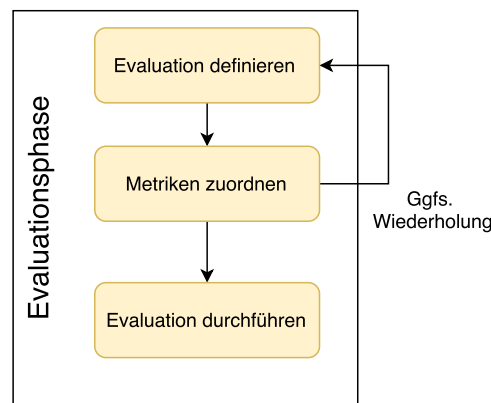 Evaluationsphase
Evaluation definieren
Metriken zuordnen
Ggfs.
Wiederholung
Evaluation durchführen